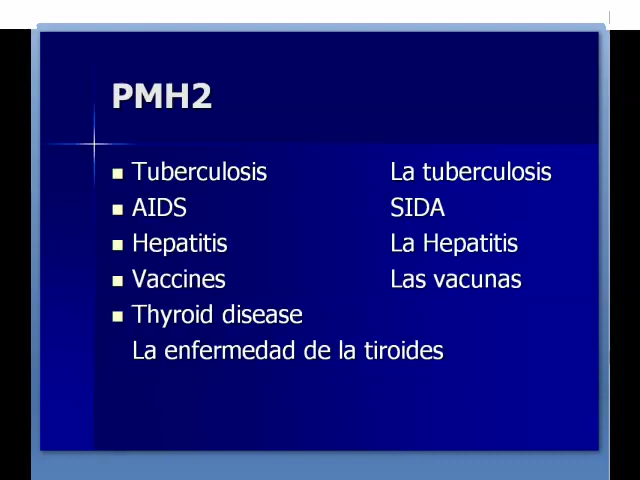 PMH2
Tuberculosis La tuberculosis
AIDS SIDA
Hepatitis La Hepatitis
Vaccines Las vacunas
Thyroid disease
La enfermedad de la tiroides